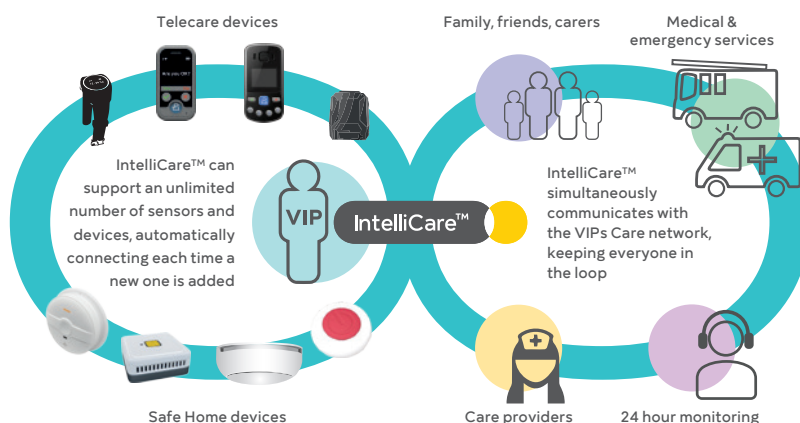 Telecare devices
Family, friends, carers
Medical &
emergency services
IntelliCare™ can
support an unlimited
number of sensors and
devices, automatically
connecting each time a
new one is added
VIP
IntelliCare™
IntelliCare™
simultaneously
communicates with
the VIPs Care network,
keeping everyone in
the loop
Safe Home devices
Care providers
24 hour monitoring